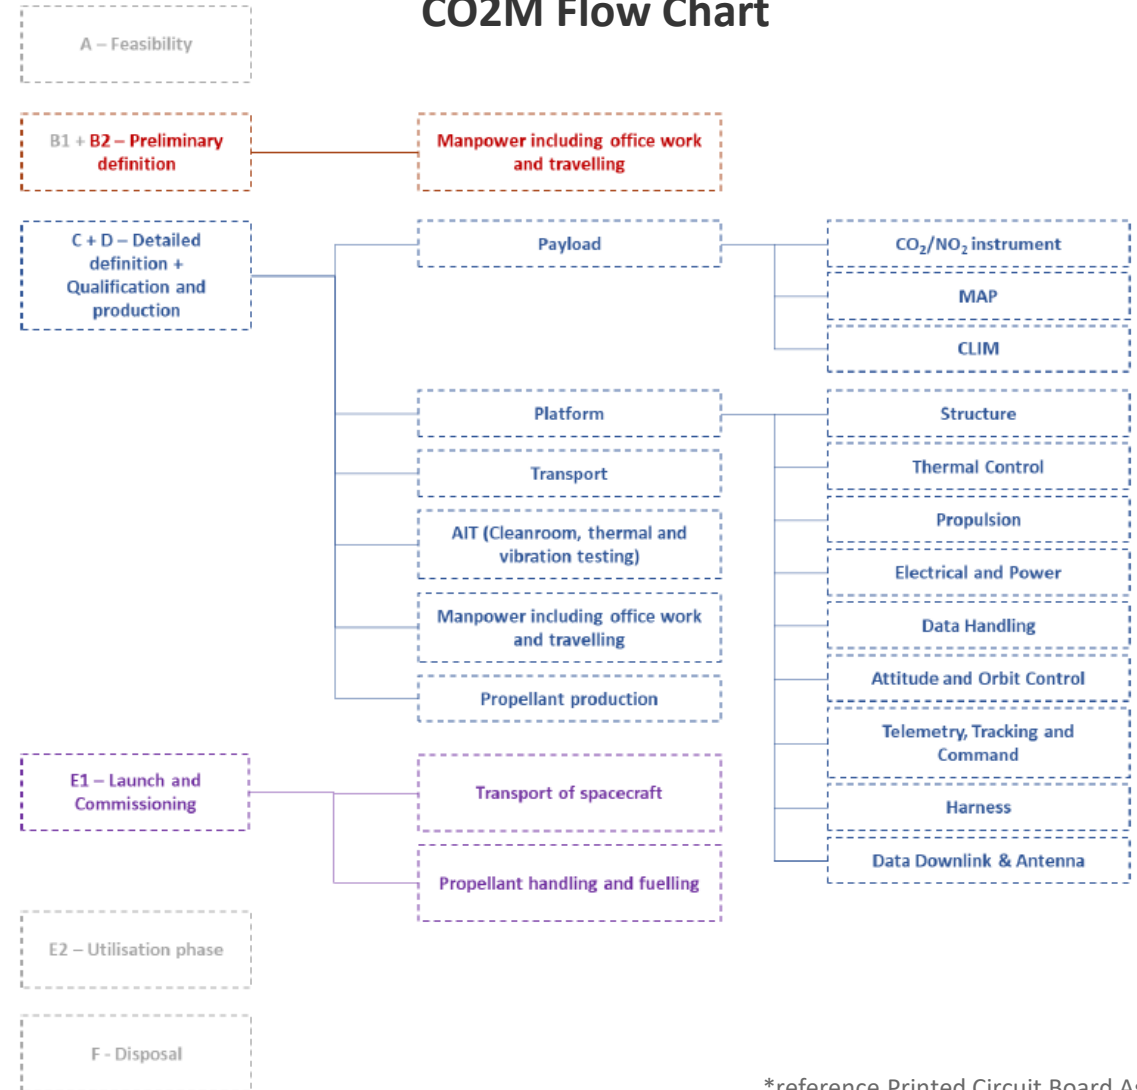 CO2M Flow Chart
A – Feasibility
B1 + B2 – Preliminary
definition
Manpower including office work
and travelling
C + D – Detailed
definition +
Qualification and
production
Payload
CO₂/NO₂ instrument
MAP
CLIM
Platform
Structure
Thermal Control
Propulsion
Electrical and Power
Data Handling
Attitude and Orbit Control
Telemetry, Tracking and
Command
Harness
Data Downlink & Antenna
Transport
AIT (Cleanroom, thermal and
vibration testing)
Manpower including office work
and travelling
Propellant production
E1 – Launch and
Commissioning
Transport of spacecraft
Propellant handling and fuelling
E2 – Utilisation phase
F - Disposal
*reference Printed Circuit Board